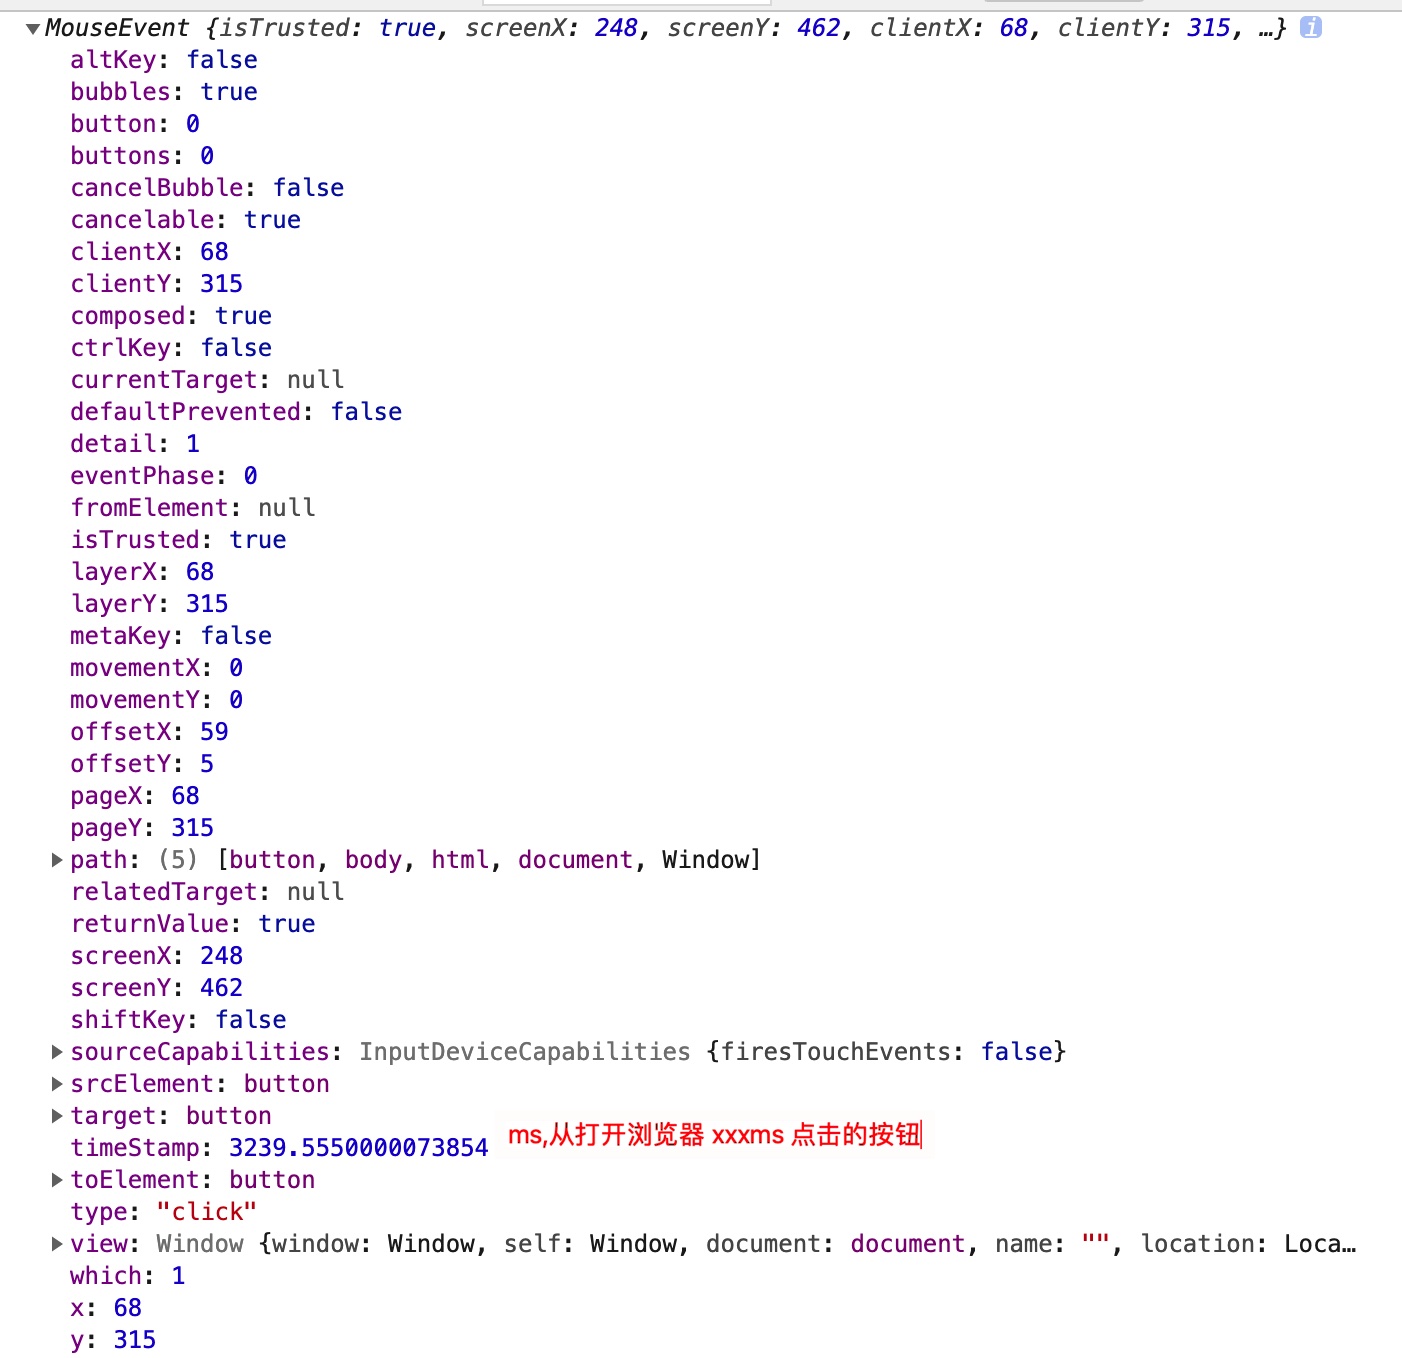 MouseEvent {isTrusted: true, screenX: 248, screenY: 462, clientX: 68, clientY: 315, …} i
altKey: false
bubbles: true
button: 0
buttons: 0
cancelBubble: false
cancelable: true
clientX: 68
clientY: 315
composed: true
ctrlKey: false
currentTarget: null
defaultPrevented: false
detail: 1
eventPhase: 0
fromElement: null
isTrusted: true
layerX: 68
layerY: 315
metaKey: false
movementX: 0
movementY: 0
offsetX: 59
offsetY: 5
pageX: 68
pageY: 315
path: (5) [button, body, html, document, Window]
relatedTarget: null
returnValue: true
screenX: 248
screenY: 462
shiftKey: false
sourceCapabilities: InputDeviceCapabilities {firesTouchEvents: false}
srcElement: button
target: button
timeStamp: 3239.5550000073854 ms,从打开浏览器 xxxms 点击的按钮
toElement: button
type: "click"
view: Window {window: Window, self: Window, document: document, name: "", location: Loca…
which: 1
x: 68
y: 315